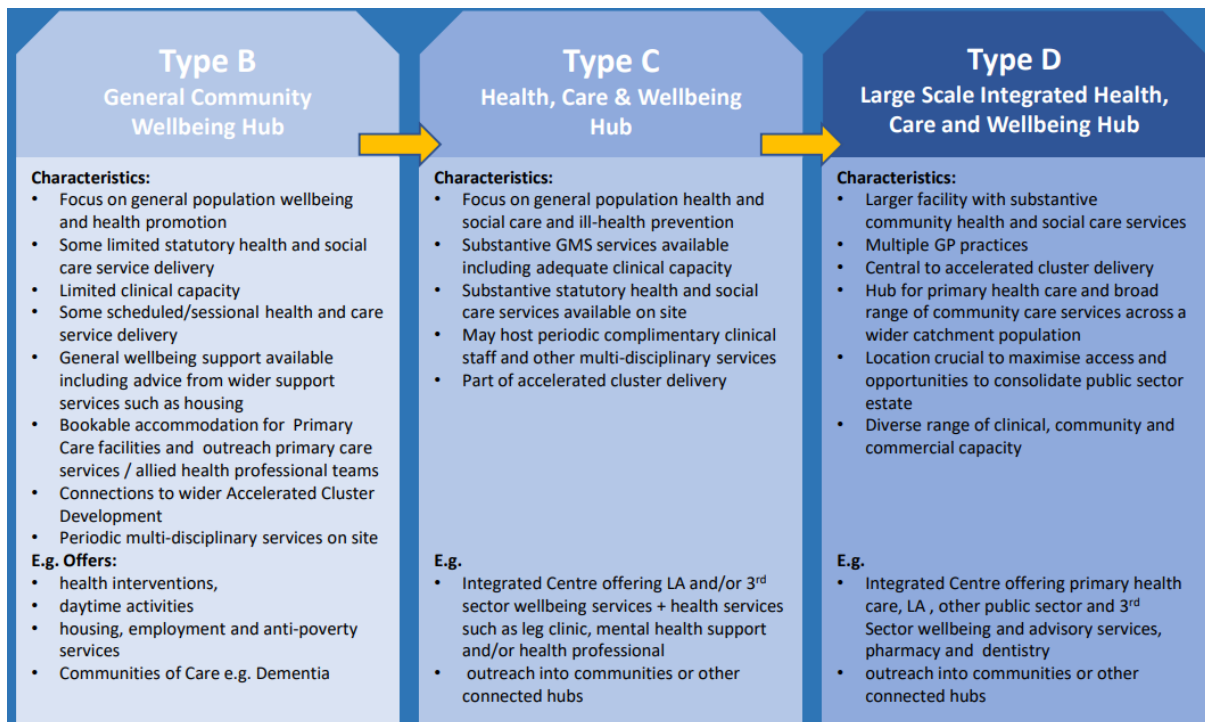 Type B
General Community
Wellbeing Hub
Characteristics:
• Focus on general population wellbeing
and health promotion
• Some limited statutory health and social
care service delivery
• Limited clinical capacity
• Some scheduled/sessional health and care
service delivery
• General wellbeing support available
including advice from wider support
services such as housing
• Bookable accommodation for Primary
Care facilities and outreach primary care
services / allied health professional teams
• Connections to wider Accelerated Cluster
Development
• Periodic multi-disciplinary services on site
E.g. Offers:
• health interventions,
• daytime activities
• housing, employment and anti-poverty
services
• Communities of Care e.g. Dementia
Type C
Health, Care & Wellbeing
Hub
Characteristics:
• Focus on general population health and
social care and ill-health prevention
• Substantive GMS services available
including adequate clinical capacity
• Substantive statutory health and social
care services available on site
• May host periodic complimentary clinical
staff and other multi-disciplinary services
• Part of accelerated cluster delivery
E.g.
• Integrated Centre offering LA and/or 3rd
sector wellbeing services + health services
such as leg clinic, mental health support
and/or health professional
• outreach into communities or other
connected hubs
Type D
Large Scale Integrated Health,
Care and Wellbeing Hub
Characteristics:
• Larger facility with substantive
community health and social care services
• Multiple GP practices
• Central to accelerated cluster delivery
• Hub for primary health care and broad
range of community care services across a
wider catchment population
• Location crucial to maximise access and
opportunities to consolidate public sector
estate
• Diverse range of clinical, community and
commercial capacity
E.g.
• Integrated Centre offering primary health
care, LA , other public sector and 3rd
Sector wellbeing and advisory services,
pharmacy and dentistry
• outreach into communities or other
connected hubs